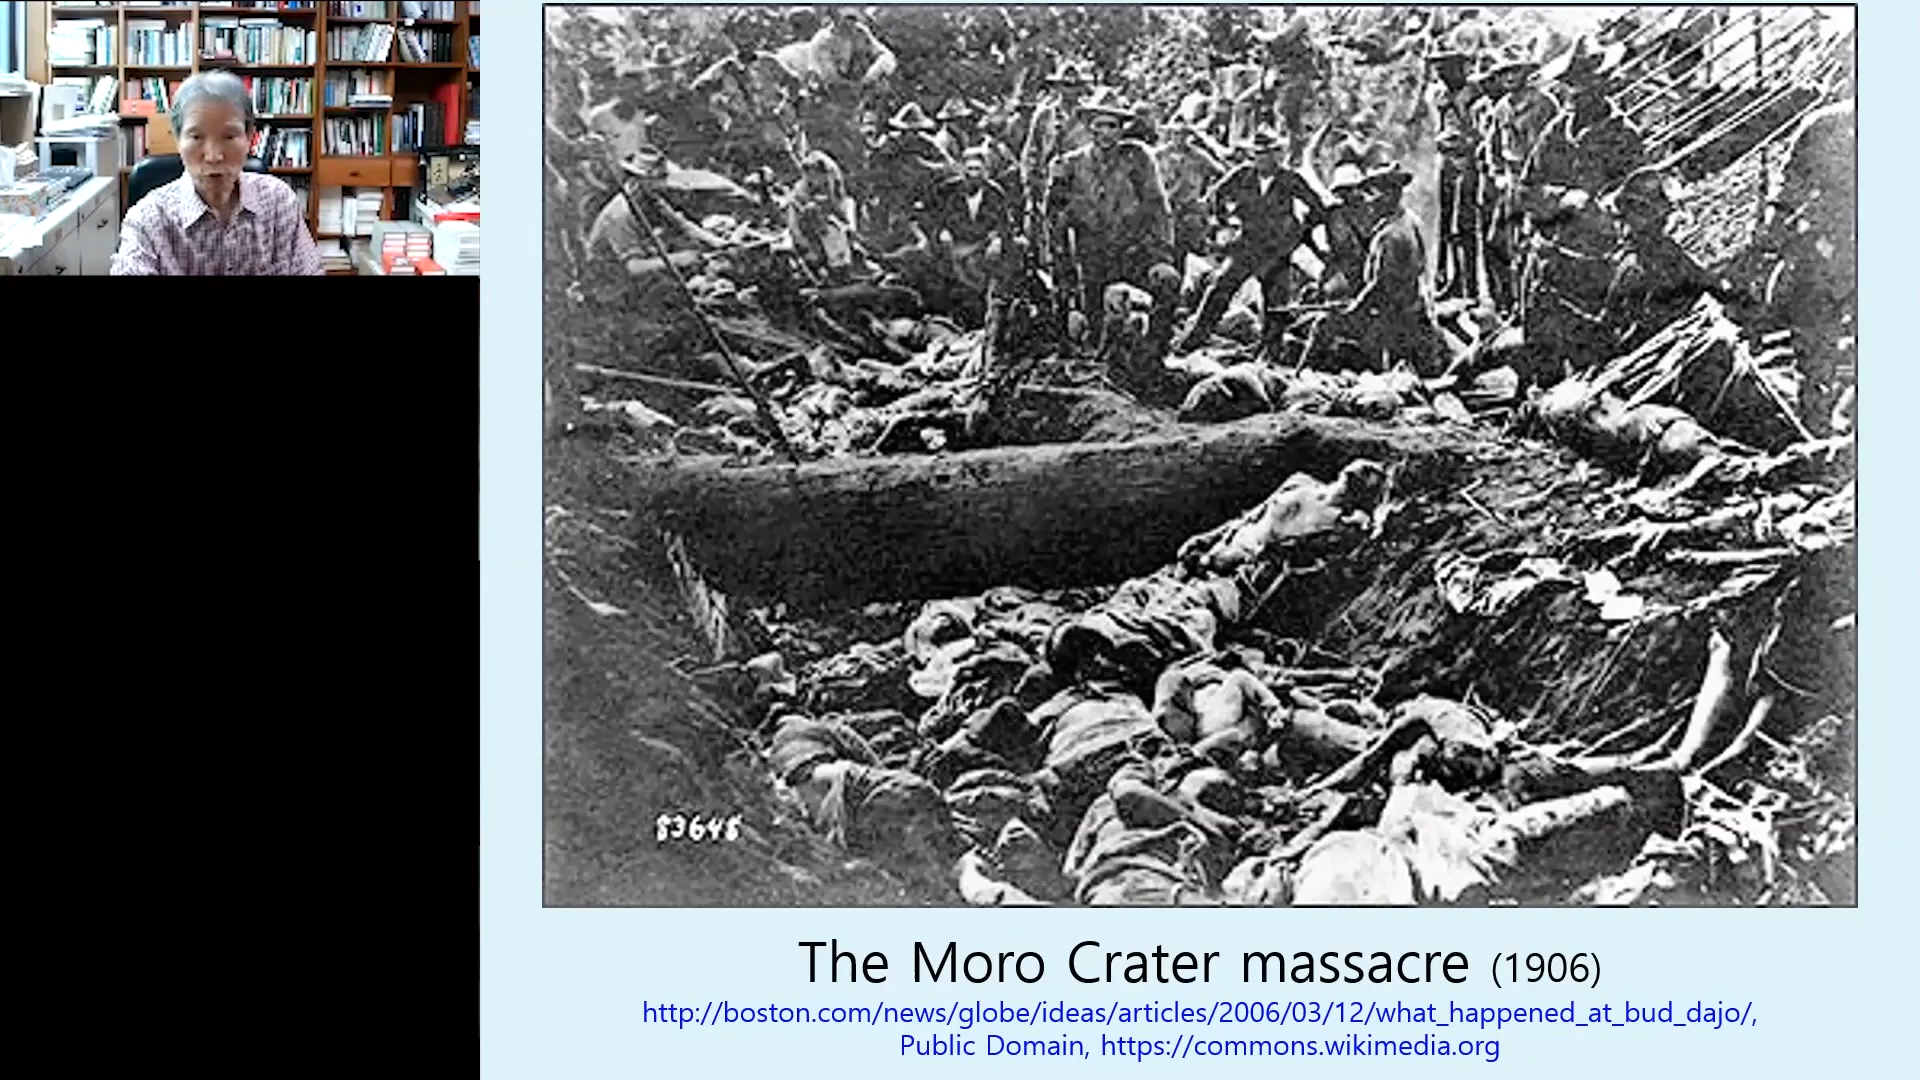 83648
The Moro Crater massacre (1906)
http://boston.com/news/globe/ideas/articles/2006/03/12/what_happened_at_bud_dajo/,
Public Domain, https://commons.wikimedia.org